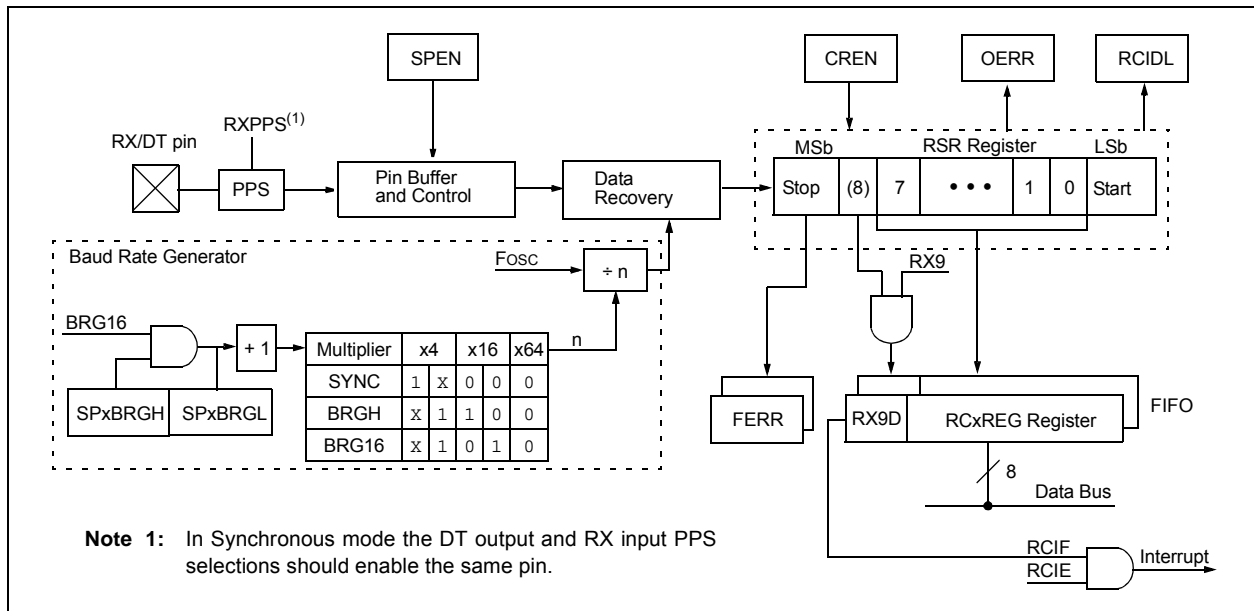 SPEN
CREN
OERR
RCIDL
RXPPS(1)
RX/DT pin
PPS
Pin Buffer
and Control
Data
Recovery
MSb
RSR Register
LSb
Stop (8) 7 • • • 1 0 Start
Baud Rate Generator
FOSC
÷ n
RX9
BRG16
+ 1
n
SPxBRGH SPxBRGL
Multiplier x4 x16 x64
SYNC 1 X 0 0 0
BRGH X 1 1 0 0
BRG16 X 1 0 1 0
FERR
RX9D
RCxREG Register
FIFO
8
Data Bus
Note 1: In Synchronous mode the DT output and RX input PPS
selections should enable the same pin.
RCIF
RCIE
Interrupt